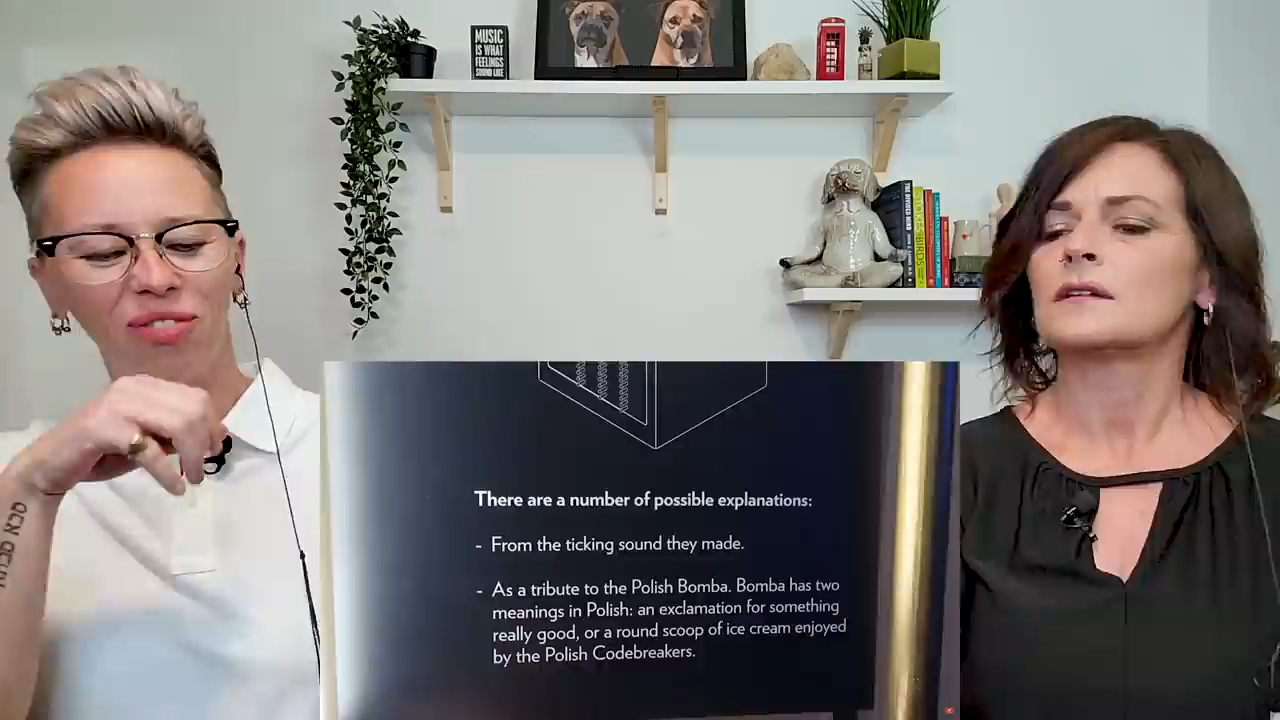 MUSIC
IS WHAT
FEELINGS
SOUND LIKE
There are a number of possible explanations:
- From the ticking sound they made.
- As a tribute to the Polish Bomba. Bomba has two
meanings in Polish: an exclamation for something
really good, or a round scoop of ice cream enjoyed
by the Polish Codebreakers.